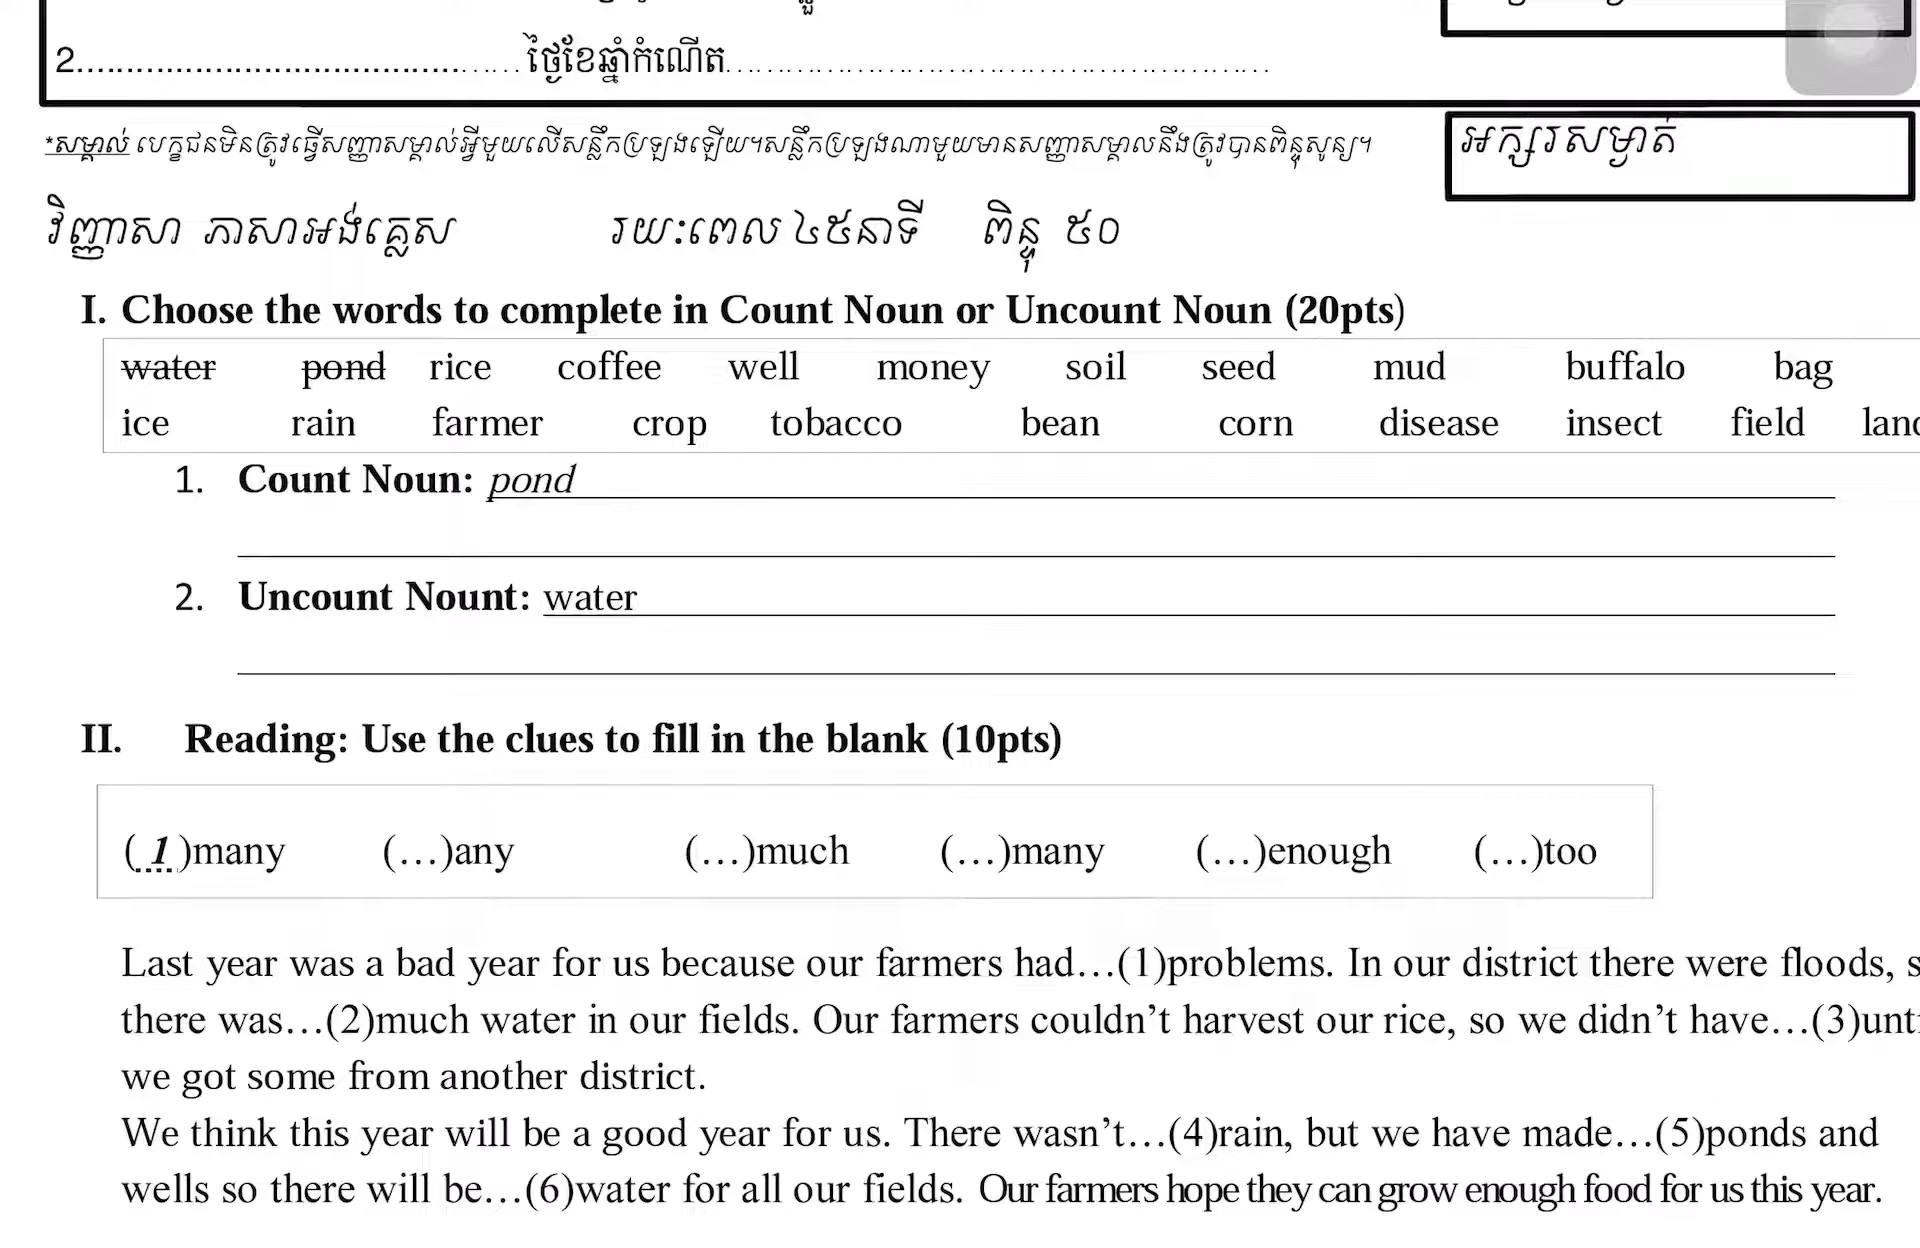 2.................................................... ថ្ងៃខែឆ្នាំកំណើត......................................................
*សម្គាល់ បេក្ខជនមិនត្រូវធ្វើសញ្ញាសម្គាល់អ្វីមួយលើសន្លឹកប្រឡងឡើយ។សន្លឹកប្រឡងណាមួយមានសញ្ញាសម្គាលនឹងត្រូវបានពិន្ទុសូន្យ។
អក្សរសម្ងាត់
វិញ្ញាសា ភាសាអង់គ្លេស រយៈពេល ៤៥នាទី ពិន្ទុ ៥០
I. Choose the words to complete in Count Noun or Uncount Noun (20pts)
water pond rice coffee well money soil seed mud buffalo bag
ice rain farmer crop tobacco bean corn disease insect field
1. Count Noun: pond
2. Uncount Nount: water
II. Reading: Use the clues to fill in the blank (10pts)
(.1.)many (…)any (…)much (…)many (…)enough (…)too
Last year was a bad year for us because our farmers had…(1)problems. In our district there were floods,
there was…(2)much water in our fields. Our farmers couldn’t harvest our rice, so we didn’t have…(3)
we got some from another district.
We think this year will be a good year for us. There wasn’t…(4)rain, but we have made…(5)ponds and
wells so there will be…(6)water for all our fields. Our farmers hope they can grow enough food for us this year.